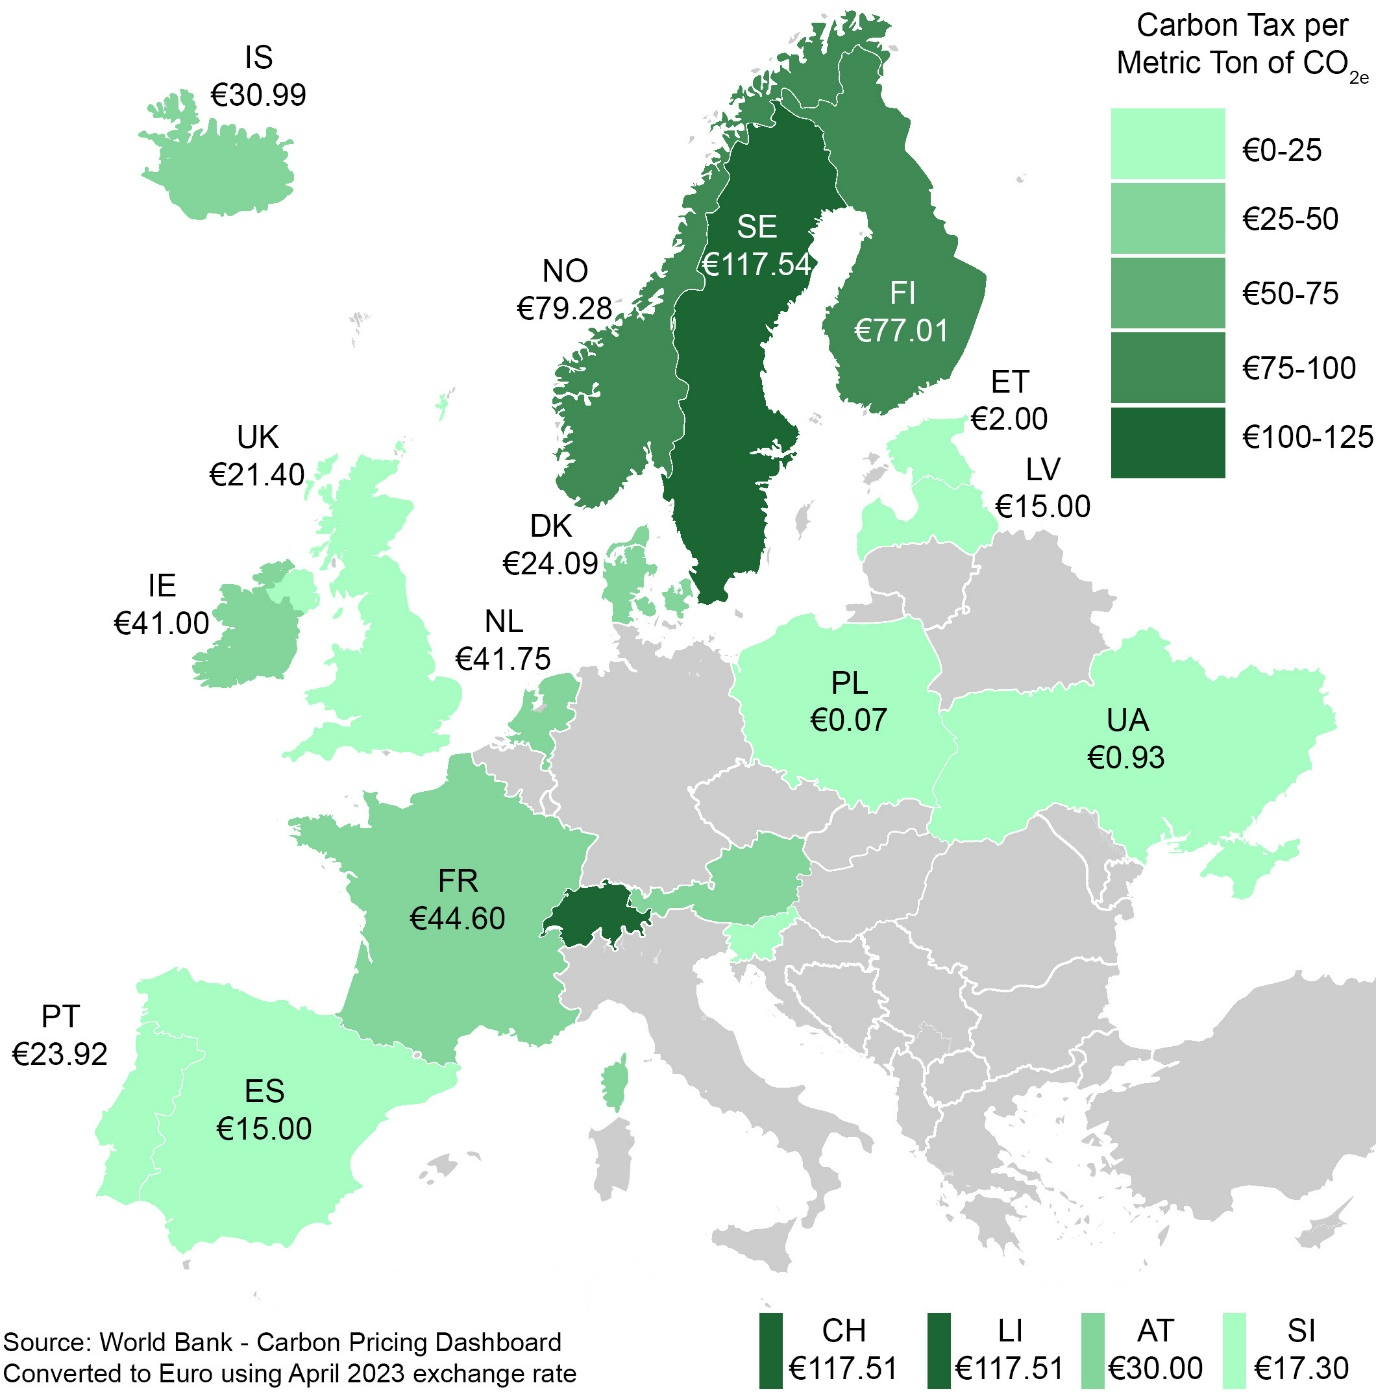 Carbon Tax per
Metric Ton of CO2e
€0-25
€25-50
€50-75
€75-100
€100-125
IS
€30.99
SE
€117.54
NO
€79.28
FI
€77.01
ET
€2.00
UK
€21.40
LV
€15.00
DK
€24.09
IE
€41.00
NL
€41.75
PL
€0.07
UA
€0.93
FR
€44.60
PT
€23.92
ES
€15.00
CH
€117.51
LI
€117.51
AT
€30.00
SI
€17.30
Source: World Bank - Carbon Pricing Dashboard
Converted to Euro using April 2023 exchange rate